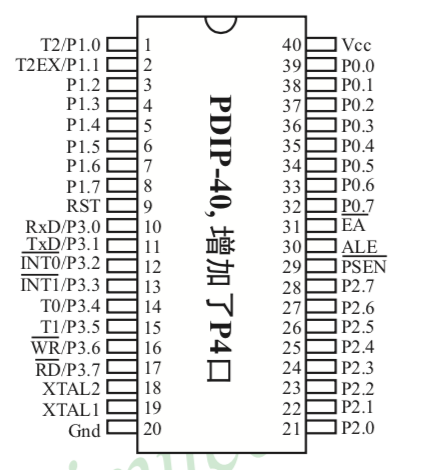 T2/P1.0 1 40 Vcc
T2EX/P1.1 2 39 P0.0
P1.2 3 38 P0.1
P1.3 4 37 P0.2
P1.4 5 36 P0.3
P1.5 6 35 P0.4
P1.6 7 34 P0.5
P1.7 8 33 P0.6
RST 9 32 P0.7
RxD/P3.0 10 31 EA
TxD/P3.1 11 30 ALE
INT0/P3.2 12 29 PSEN
INT1/P3.3 13 28 P2.7
T0/P3.4 14 27 P2.6
T1/P3.5 15 26 P2.5
WR/P3.6 16 25 P2.4
RD/P3.7 17 24 P2.3
XTAL2 18 23 P2.2
XTAL1 19 22 P2.1
Gnd 20 21 P2.0
PDIP-40,增加了P4口